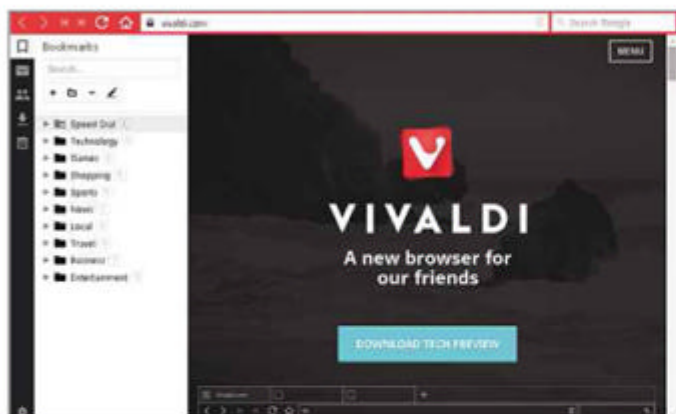 vivaldi.com
Search Google
Bookmarks
Search...
Speed Dial
Technology
Games
Shopping
Sports
News
Local
Travel
Business
Entertainment
MENU
VIVALDI
A new browser for
our friends
DOWNLOAD TECH PREVIEW